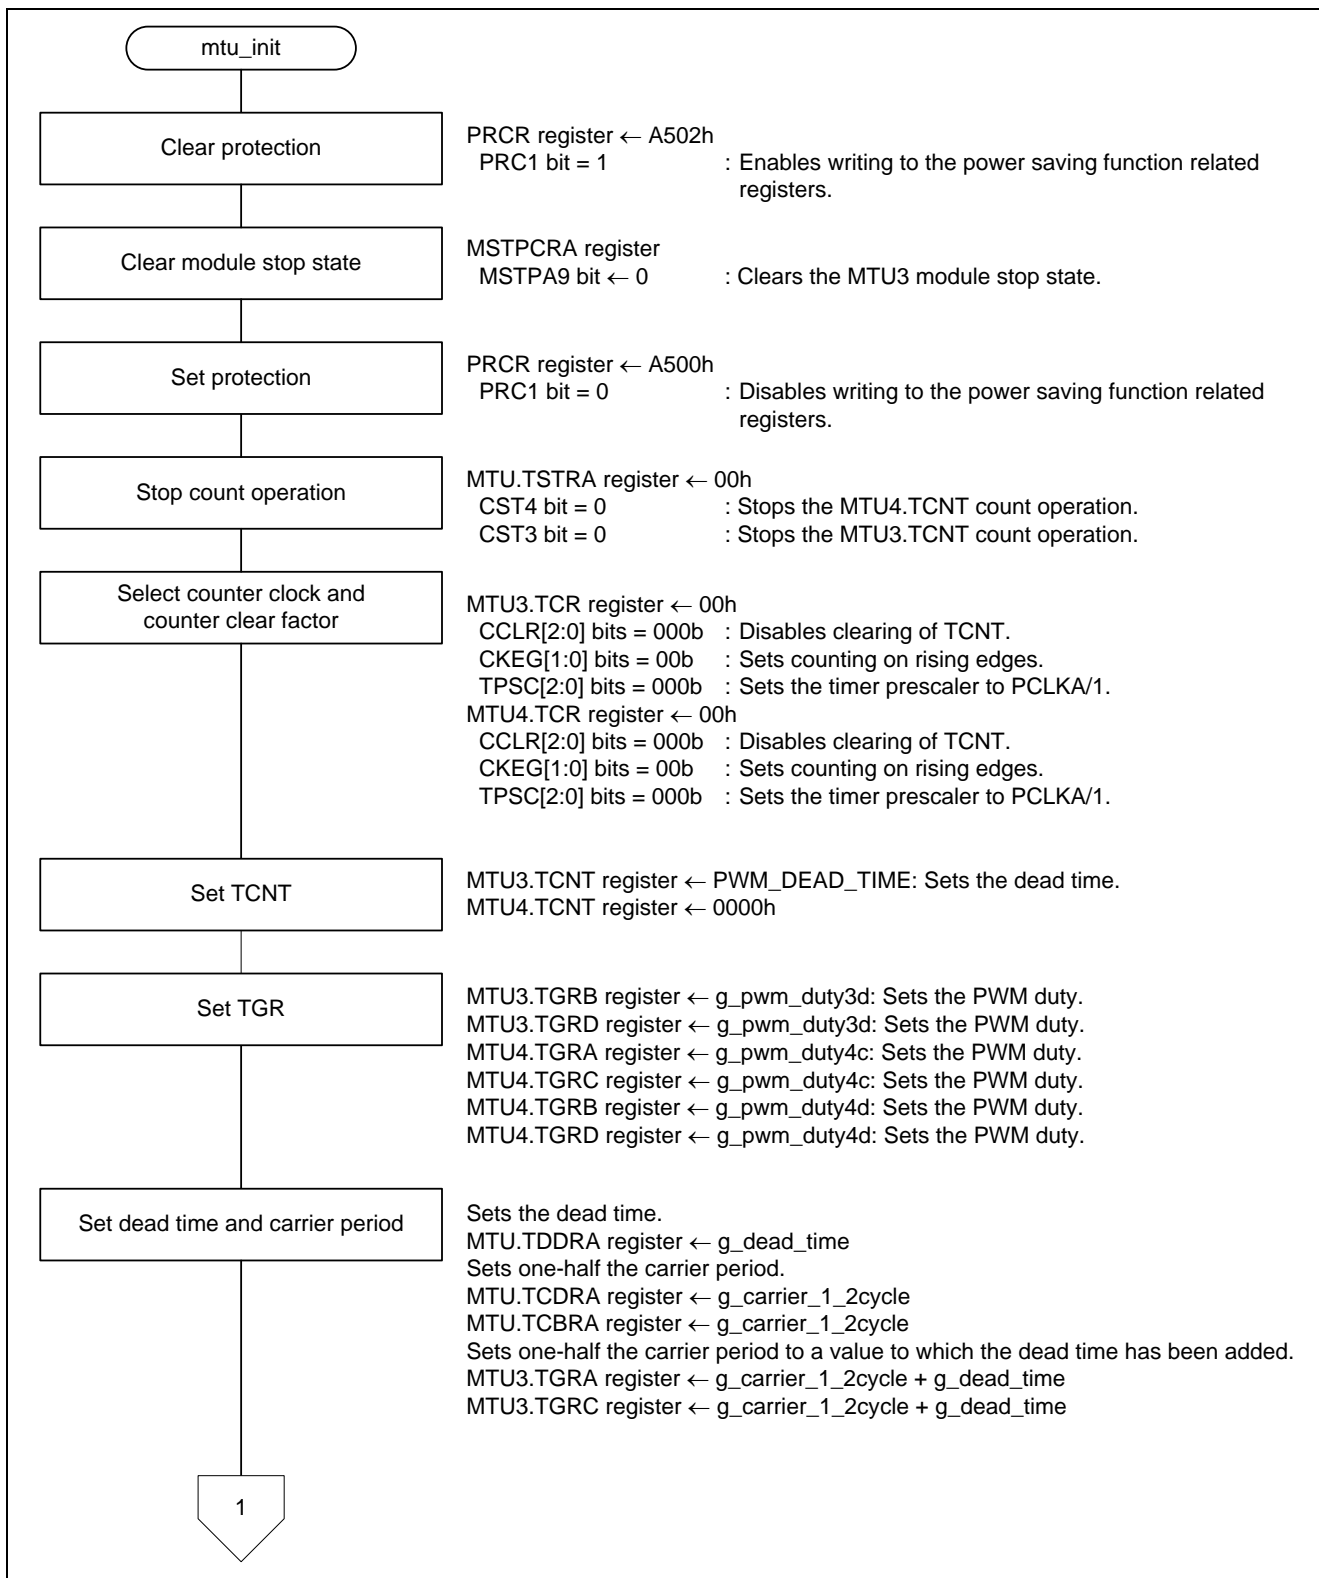 mtu_init
Clear protection
PRCR register ← A502h
PRC1 bit = 1 : Enables writing to the power saving function related
registers.
Clear module stop state
MSTPCRA register
MSTPA9 bit ← 0 : Clears the MTU3 module stop state.
Set protection
PRCR register ← A500h
PRC1 bit = 0 : Disables writing to the power saving function related
registers.
Stop count operation
MTU.TSTRA register ← 00h
CST4 bit = 0 : Stops the MTU4.TCNT count operation.
CST3 bit = 0 : Stops the MTU3.TCNT count operation.
Select counter clock and
counter clear factor
MTU3.TCR register ← 00h
CCLR[2:0] bits = 000b : Disables clearing of TCNT.
CKEG[1:0] bits = 00b : Sets counting on rising edges.
TPSC[2:0] bits = 000b : Sets the timer prescaler to PCLKA/1.
MTU4.TCR register ← 00h
CCLR[2:0] bits = 000b : Disables clearing of TCNT.
CKEG[1:0] bits = 00b : Sets counting on rising edges.
TPSC[2:0] bits = 000b : Sets the timer prescaler to PCLKA/1.
Set TCNT
MTU3.TCNT register ← PWM_DEAD_TIME: Sets the dead time.
MTU4.TCNT register ← 0000h
Set TGR
MTU3.TGRB register ← g_pwm_duty3d: Sets the PWM duty.
MTU3.TGRD register ← g_pwm_duty3d: Sets the PWM duty.
MTU4.TGRA register ← g_pwm_duty4c: Sets the PWM duty.
MTU4.TGRC register ← g_pwm_duty4c: Sets the PWM duty.
MTU4.TGRB register ← g_pwm_duty4d: Sets the PWM duty.
MTU4.TGRD register ← g_pwm_duty4d: Sets the PWM duty.
Set dead time and carrier period
Sets the dead time.
MTU.TDDRA register ← g_dead_time
Sets one-half the carrier period.
MTU.TCDRA register ← g_carrier_1_2cycle
MTU.TCBRA register ← g_carrier_1_2cycle
Sets one-half the carrier period to a value to which the dead time has been added.
MTU3.TGRA register ← g_carrier_1_2cycle + g_dead_time
MTU3.TGRC register ← g_carrier_1_2cycle + g_dead_time
1